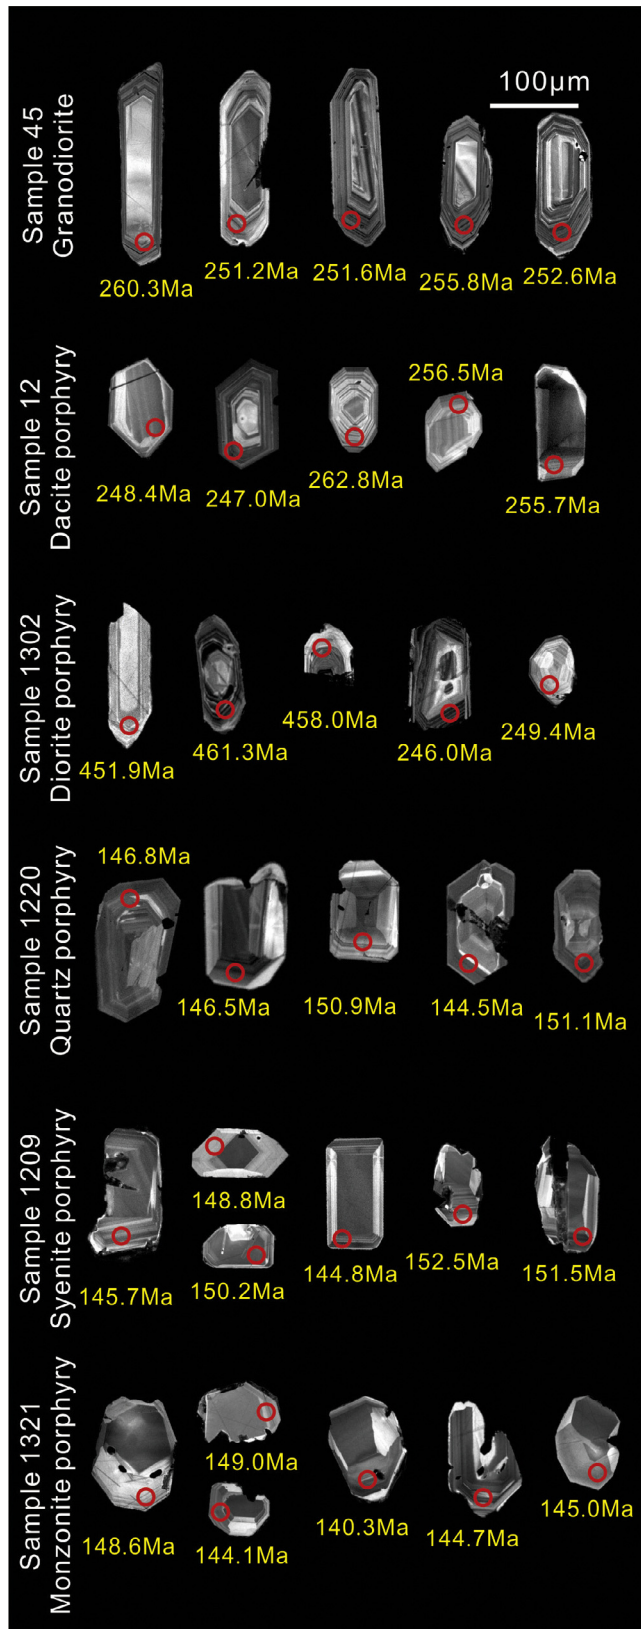 Sample 45
Granodiorite
100μm
260.3Ma
251.2Ma
251.6Ma
255.8Ma
252.6Ma
Sample 12
Dacite porphyry
256.5Ma
248.4Ma
247.0Ma
262.8Ma
255.7Ma
Sample 1302
Diorite porphyry
451.9Ma
461.3Ma
458.0Ma
246.0Ma
249.4Ma
Sample 1220
Quartz porphyry
146.8Ma
146.5Ma
150.9Ma
144.5Ma
151.1Ma
Sample 1209
Syenite porphyry
148.8Ma
145.7Ma
150.2Ma
144.8Ma
152.5Ma
151.5Ma
Sample 1321
Monzonite porphyry
149.0Ma
148.6Ma
144.1Ma
140.3Ma
144.7Ma
145.0Ma